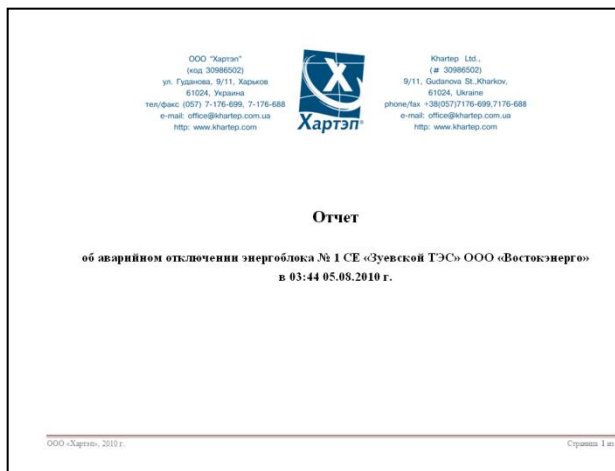 ООО "Хартэп"
(код 30986502)
ул. Гуданова, 9/11, Харьков
61024, Украина
тел/факс (057) 7-176-699, 7-176-688
e-mail: office@khartep.com.ua
http: www.khartep.com
Х
Хартэп®
Khartep Ltd.,
(# 30986502)
9/11, Gudanova St.,Kharkov,
61024, Ukraine
phone/fax +38(057)7176-699,7176-688
e-mail: office@khartep.com.ua
http: www.khartep.com
Отчет
об аварийном отключении энергоблока № 1 СЕ «Зуевской ТЭС» ООО «Востокэнерго»
в 03:44 05.08.2010 г.
ООО «Хартэп», 2010 г.
Страница 1 из